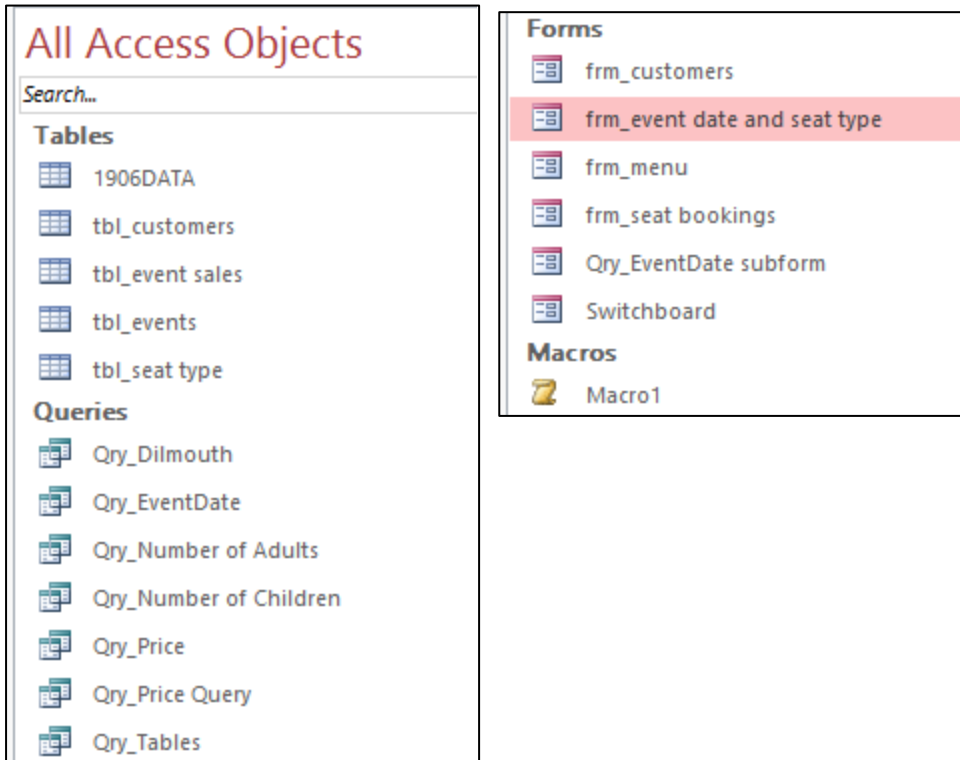 All Access Objects
Search...
Tables
1906DATA
tbl_customers
tbl_event sales
tbl_events
tbl_seat type
Queries
Qry_Dilmouth
Qry_EventDate
Qry_Number of Adults
Qry_Number of Children
Qry_Price
Qry_Price Query
Qry_Tables
Forms
frm_customers
frm_event date and seat type
frm_menu
frm_seat bookings
Qry_EventDate subform
Switchboard
Macros
Macro1